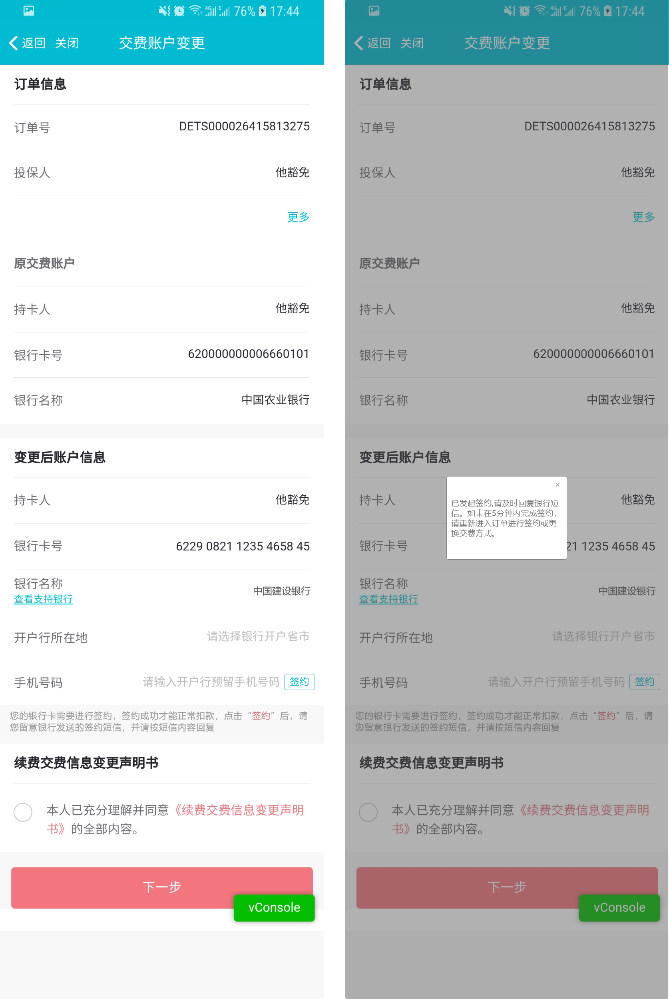 4G E 76% 17:44
返回 关闭 交费账户变更
订单信息
订单号 DETS000026415813275
投保人 他豁免
更多
原交费账户
持卡人 他豁免
银行卡号 620000000006660101
银行名称 中国农业银行
变更后账户信息
持卡人 他豁免
银行卡号 6229 0821 1235 4658 45
银行名称
查看支持银行 中国建设银行
开户行所在地 请选择银行开户省市
手机号码 请输入开户行预留手机号码 签约
您的银行卡需要进行签约，签约成功才能正常扣款，点击“签约”后，请
您留意银行发送的签约短信，并请按短信内容回复
续费交费信息变更声明书
本人已充分理解并同意《续费交费信息变更声明
书》的全部内容。
下一步
vConsole
4G E 76% 17:44
返回 关闭 交费账户变更
订单信息
订单号 DETS000026415813275
投保人 他豁免
更多
原交费账户
持卡人 他豁免
银行卡号 620000000006660101
银行名称 中国农业银行
变更后账户信息
持卡人 他豁免
×
已发起签约,请及时回复银行短
信。如未在5分钟内完成签约，
请重新进入订单进行签约或更
换交费方式。
银行卡号 21 1235 4658 45
银行名称
查看支持银行 中国建设银行
开户行所在地 请选择银行开户省市
手机号码 请输入开户行预留手机号码 签约
您的银行卡需要进行签约，签约成功才能正常扣款，点击“签约”后，请
您留意银行发送的签约短信，并请按短信内容回复
续费交费信息变更声明书
本人已充分理解并同意《续费交费信息变更声明
书》的全部内容。
下一步
vConsole